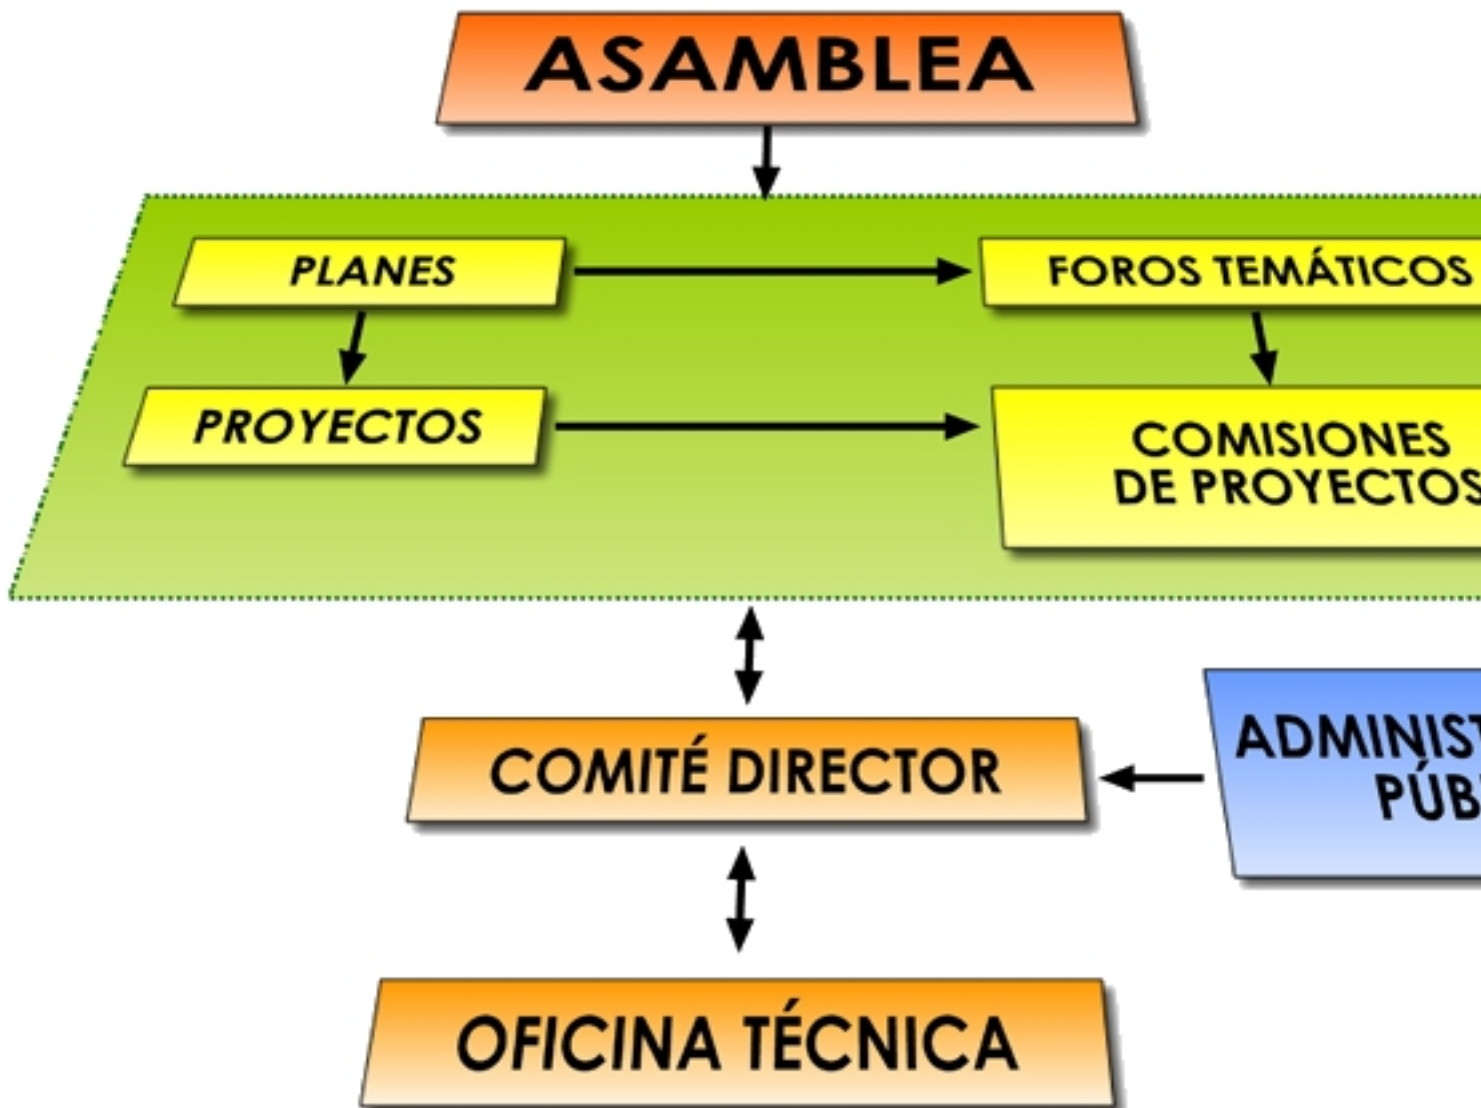 ASAMBLEA
PLANES
FOROS TEMÁTICOS
PROYECTOS
COMISIONES
DE PROYECTOS
COMITÉ DIRECTOR
OFICINA TÉCNICA